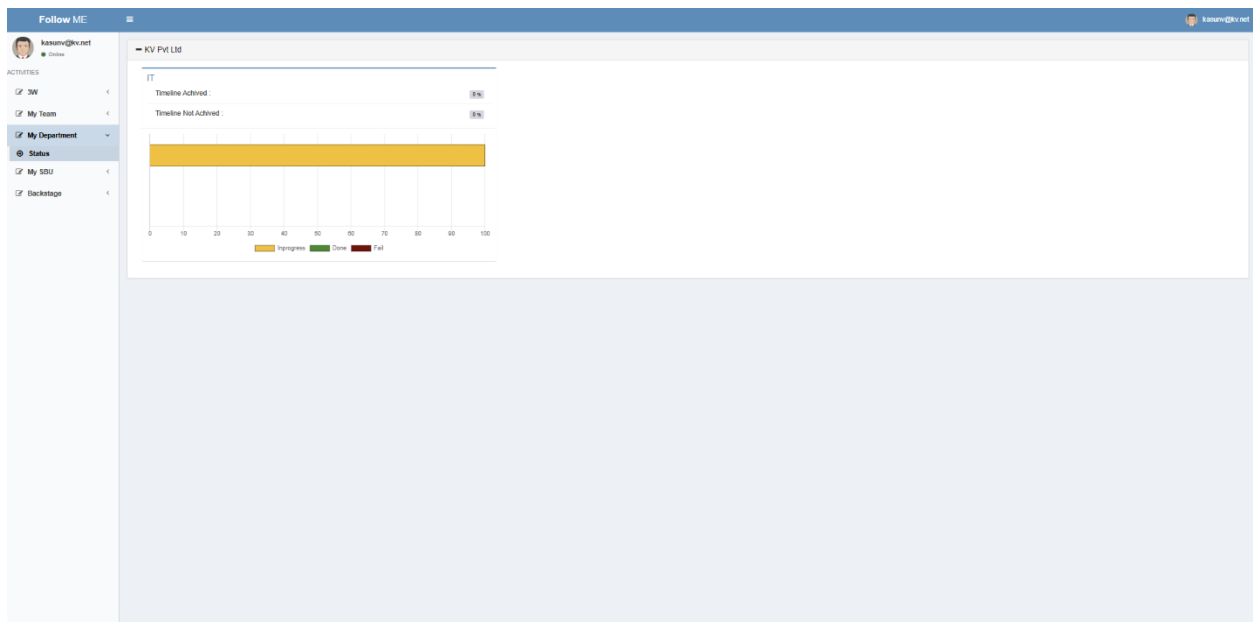 Follow ME
kasunv@kv.net
kasunv@kv.net
Online
ACTIVITIES
3W
My Team
My Department
Status
My SBU
Backstage
KV Pvt Ltd
IT
Timeline Achived : 0 %
Timeline Not Achived : 0 %
0 10 20 30 40 50 60 70 80 90 100
Inprogress Done Fail